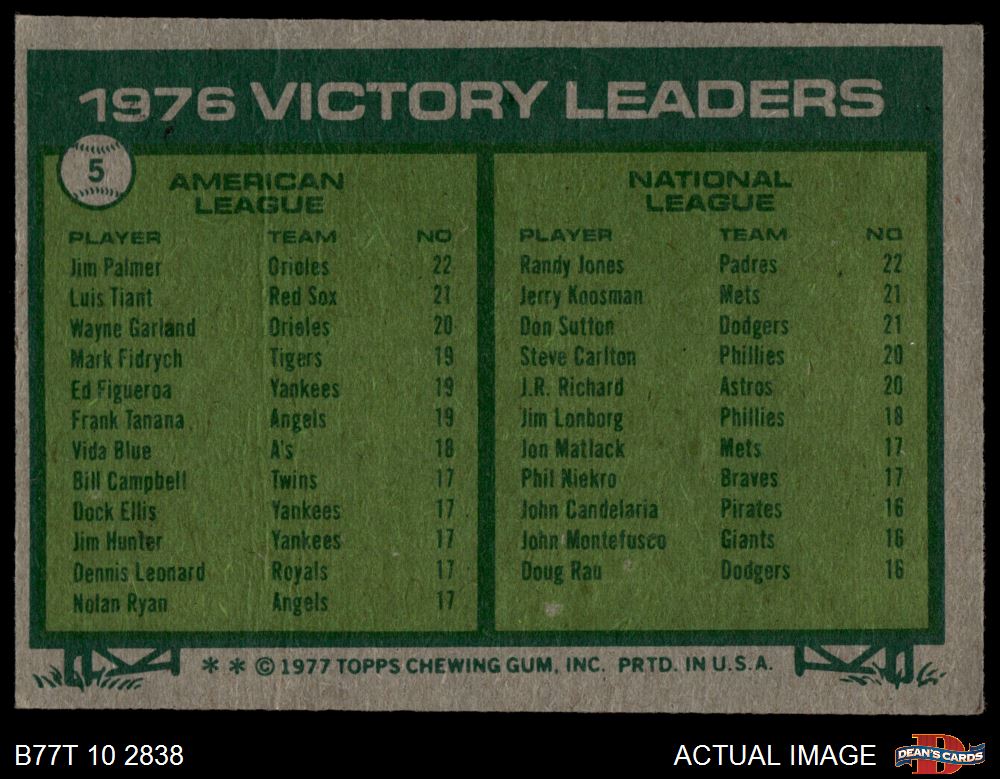 1976 VICTORY LEADERS
5
AMERICAN
LEAGUE
PLAYER TEAM NO
Jim Palmer Orioles 22
Luis Tiant Red Sox 21
Wayne Garland Orioles 20
Mark Fidrych Tigers 19
Ed Figueroa Yankees 19
Frank Tanana Angels 19
Vida Blue A's 18
Bill Campbell Twins 17
Dock Ellis Yankees 17
Jim Hunter Yankees 17
Dennis Leonard Royals 17
Nolan Ryan Angels 17
NATIONAL
LEAGUE
PLAYER TEAM NO
Randy Jones Padres 22
Jerry Koosman Mets 21
Don Sutton Dodgers 21
Steve Carlton Phillies 20
J.R. Richard Astros 20
Jim Lonborg Phillies 18
Jon Matlack Mets 17
Phil Niekro Braves 17
John Candelaria Pirates 16
John Montefusco Giants 16
Doug Rau Dodgers 16
* * © 1977 TOPPS CHEWING GUM, INC. PRTD. IN U.S.A.
B77T 10 2838
ACTUAL IMAGE
DEAN'S CARDS